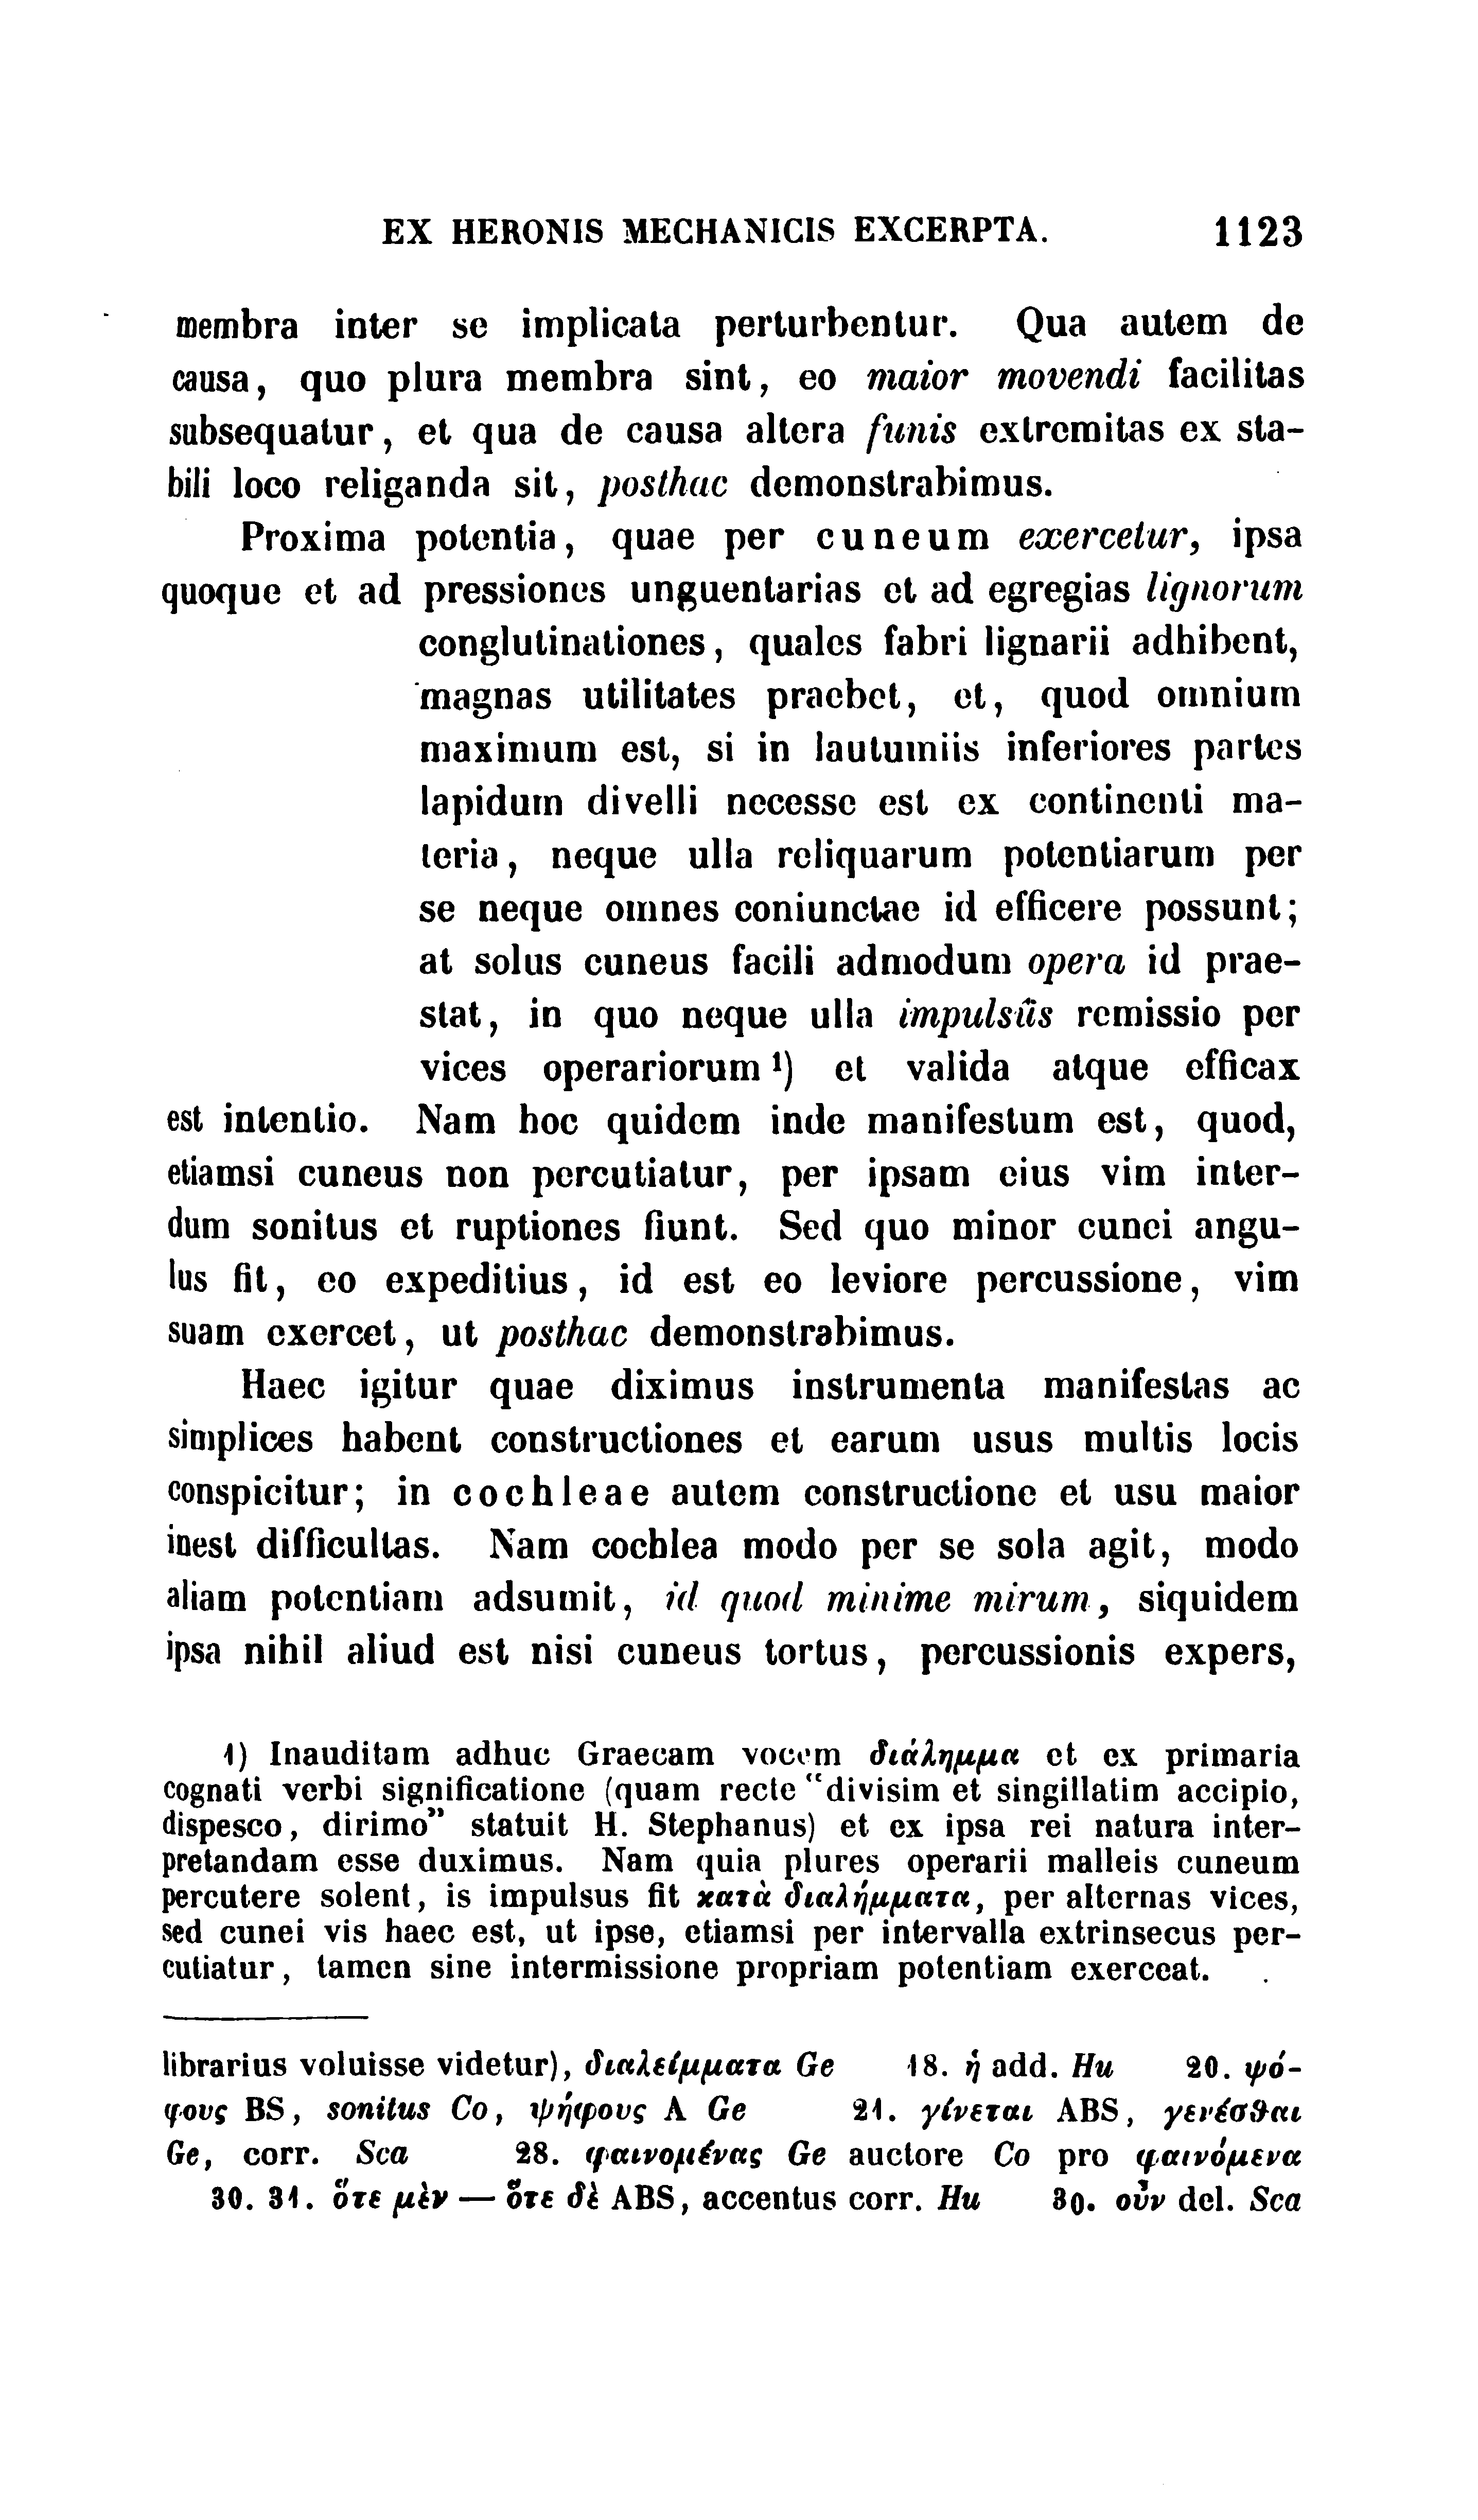 EX HERONIS MECHANICIS EXCERPTA. 1123
membra inter se implicata perturbentur. Qua autem de
causa, quo plura membra sint, eo maior movendi facilitas
subsequatur, et qua de causa altera funis extremitas ex sta-
bili loco religanda sit, posthac demonstrabimus.
Proxima potentia, quae per cuneum exercetur, ipsa
quoque et ad pressiones unguentarias et ad egregias lignorum
conglutinationes, quales fabri lignarii adhibent,
magnas utilitates praebet, et, quod omnium
maximum est, si in lautumiis inferiores partes
lapidum divelli necesse est ex continenti ma-
teria, neque ulla reliquarum potentiarum per
se neque omnes coniunctae id efficere possunt;
at solus cuneus facili admodum opera id prae-
stat, in quo neque ulla impulsûs remissio per
vices operariorum ¹) et valida atque efficax
est intentio. Nam hoc quidem inde manifestum est, quod,
etiamsi cuneus non percutiatur, per ipsam eius vim inter-
dum sonitus et ruptiones fiunt. Sed quo minor cunei angu-
lus fit, eo expeditius, id est eo leviore percussione, vim
suam exercet, ut posthac demonstrabimus.
Haec igitur quae diximus instrumenta manifestas ac
simplices habent constructiones et earum usus multis locis
conspicitur; in cochleae autem constructione et usu maior
inest difficultas. Nam cochlea modo per se sola agit, modo
aliam potentiam adsumit, id quod minime mirum, siquidem
ipsa nihil aliud est nisi cuneus tortus, percussionis expers,
1) Inauditam adhuc Graecam vocem διάλημμα et ex primaria
cognati verbi significatione (quam recte “divisim et singillatim accipio,
dispesco, dirimo” statuit H. Stephanus) et ex ipsa rei natura inter-
pretandam esse duximus. Nam quia plures operarii malleis cuneum
percutere solent, is impulsus fit κατὰ διαλήμματα, per alternas vices,
sed cunei vis haec est, ut ipse, etiamsi per intervalla extrinsecus per-
cutiatur, tamen sine intermissione propriam potentiam exerceat.
librarius voluisse videtur), διαλείμματα Ge 18. ἡ add. Hu 20. ψό-
φους BS, sonitus Co, ψήφους A Ge 21. γίνεται ABS, γενέσθαι
Ge, corr. Sca 28. φαινομένας Ge auctore Co pro φαινόμενα
30. 31. ὅτε μὲν — ὅτε δὲ ABS, accentus corr. Hu 30. οὖν del. Sca